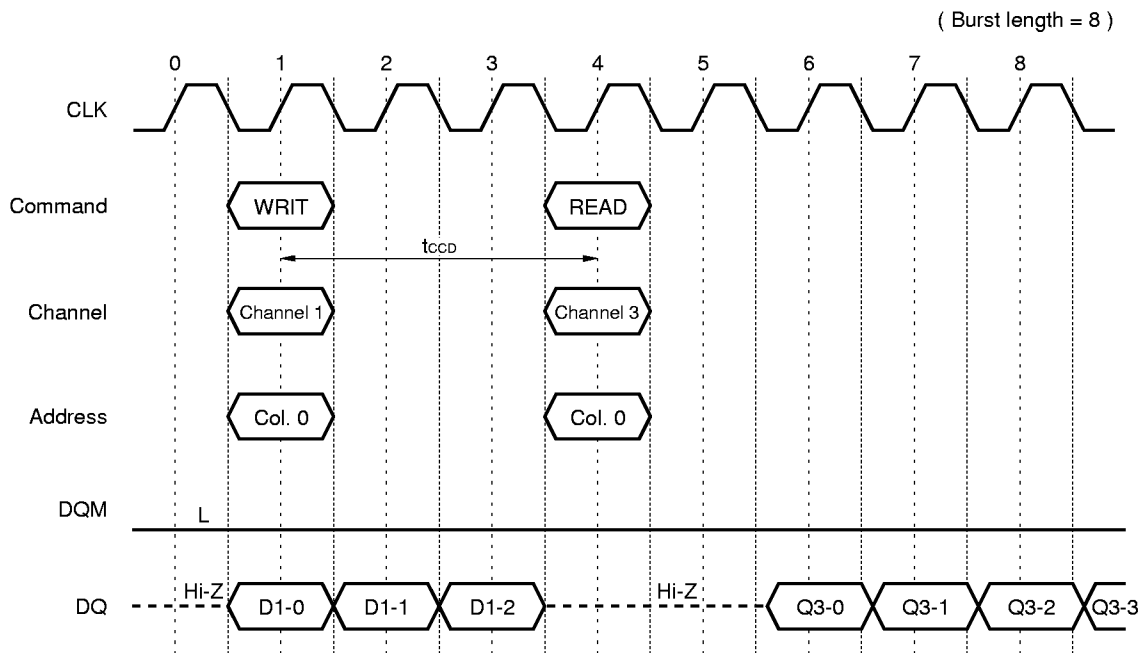 ( Burst length = 8 )
0 1 2 3 4 5 6 7 8
CLK
Command WRIT READ
tCCD
Channel Channel 1 Channel 3
Address Col. 0 Col. 0
DQM L
DQ Hi-Z D1-0 D1-1 D1-2 Hi-Z Q3-0 Q3-1 Q3-2 Q3-3